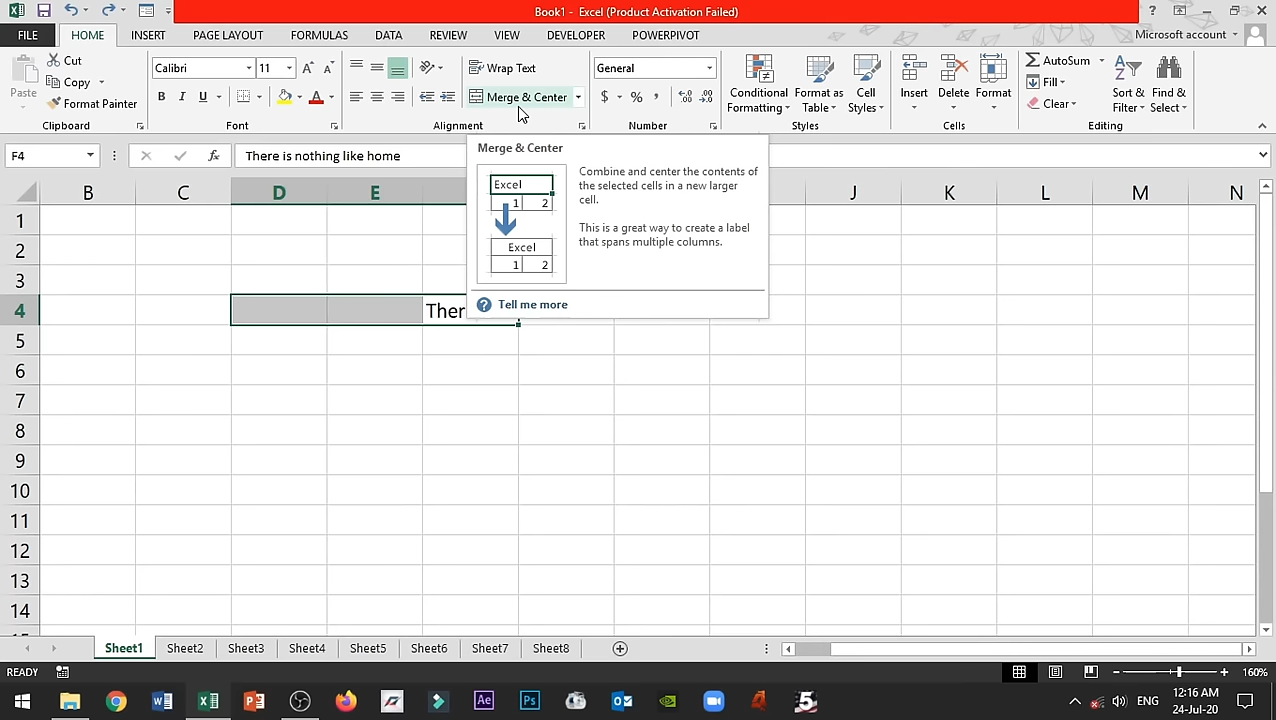 Book1 - Excel (Product Activation Failed)
FILE HOME INSERT PAGE LAYOUT FORMULAS DATA REVIEW VIEW DEVELOPER POWERPIVOT Microsoft account
Paste
Cut
Copy
Format Painter
Clipboard
Calibri 11
B I U A
Font
Wrap Text
Merge & Center
Alignment
General
$ % ,
Number
Conditional Formatting
Format as Table
Cell Styles
Styles
Insert Delete Format
Cells
AutoSum
Fill
Clear
Sort & Filter
Find & Select
Editing
F4 fx There is nothing like home
Merge & Center
Excel
1 2
Excel
1 2
Combine and center the contents of
the selected cells in a new larger
cell.
This is a great way to create a label
that spans multiple columns.
Tell me more
B C D E J K L M N
1
2
3
4 Ther
5
6
7
8
9
10
11
12
13
14
Sheet1 Sheet2 Sheet3 Sheet4 Sheet5 Sheet6 Sheet7 Sheet8
READY 160%
ENG
12:16 AM
24-Jul-20